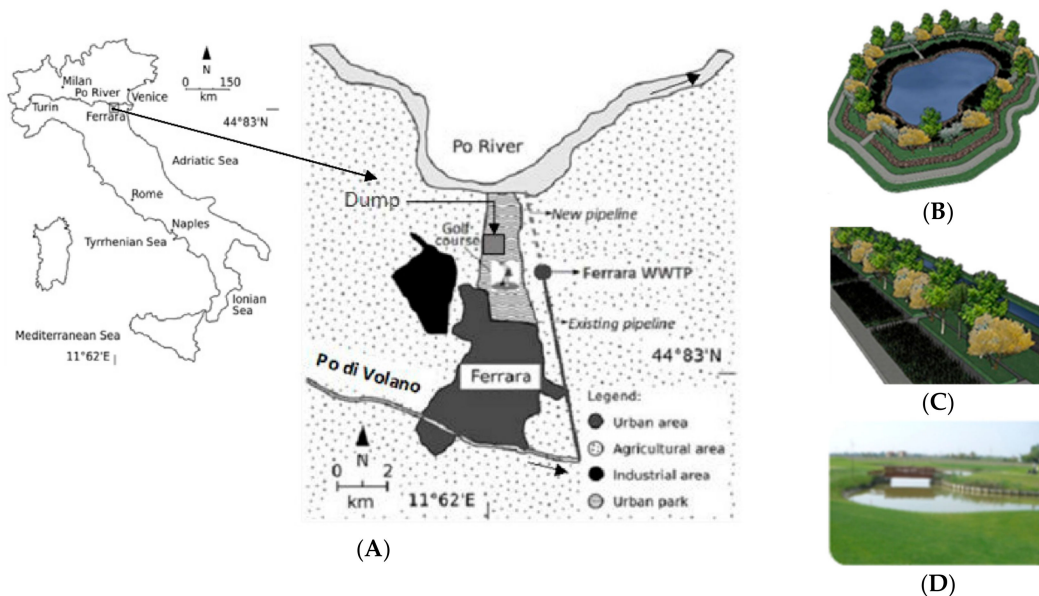 N
0 150
km
Milan
Po River
Venice
Turin
Ferrara
44°83'N
Adriatic Sea
Rome
Naples
Tyrrhenian Sea
Ionian
Sea
Mediterranean Sea
11°62'E
Po River
Dump
New pipeline
Golf
course
Ferrara WWTP
Existing pipeline
44°83'N
Po di Volano
Ferrara
Legend:
Urban area
Agricultural area
Industrial area
Urban park
N
0 2
km
11°62'E
(A)
(B)
(C)
(D)